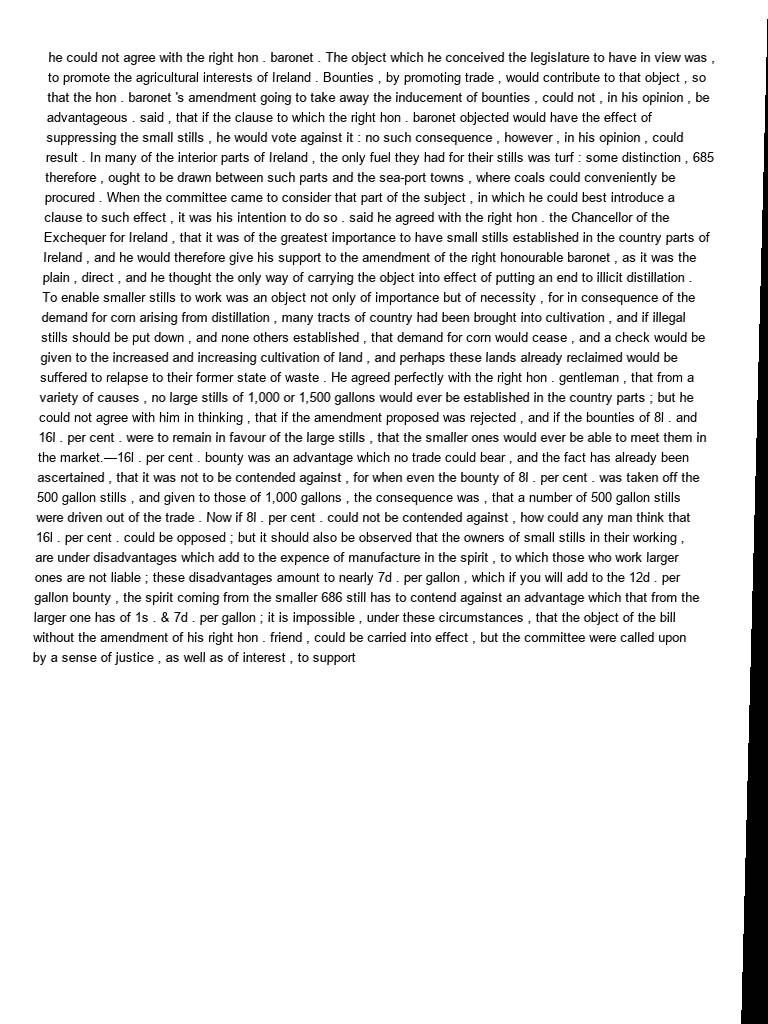 he could not agree with the right hon . baronet . The object which he conceived the legislature to have in view was ,
to promote the agricultural interests of Ireland . Bounties , by promoting trade , would contribute to that object , so
that the hon . baronet 's amendment going to take away the inducement of bounties , could not , in his opinion , be
advantageous . said , that if the clause to which the right hon . baronet objected would have the effect of
suppressing the small stills , he would vote against it : no such consequence , however , in his opinion , could
result . In many of the interior parts of Ireland , the only fuel they had for their stills was turf : some distinction , 685
therefore , ought to be drawn between such parts and the sea-port towns , where coals could conveniently be
procured . When the committee came to consider that part of the subject , in which he could best introduce a
clause to such effect , it was his intention to do so . said he agreed with the right hon . the Chancellor of the
Exchequer for Ireland , that it was of the greatest importance to have small stills established in the country parts of
Ireland , and he would therefore give his support to the amendment of the right honourable baronet , as it was the
plain , direct , and he thought the only way of carrying the object into effect of putting an end to illicit distillation .
To enable smaller stills to work was an object not only of importance but of necessity , for in consequence of the
demand for corn arising from distillation , many tracts of country had been brought into cultivation , and if illegal
stills should be put down , and none others established , that demand for corn would cease , and a check would be
given to the increased and increasing cultivation of land , and perhaps these lands already reclaimed would be
suffered to relapse to their former state of waste . He agreed perfectly with the right hon . gentleman , that from a
variety of causes , no large stills of 1,000 or 1,500 gallons would ever be established in the country parts ; but he
could not agree with him in thinking , that if the amendment proposed was rejected , and if the bounties of 8l . and
16l . per cent . were to remain in favour of the large stills , that the smaller ones would ever be able to meet them in
the market.—16l . per cent . bounty was an advantage which no trade could bear , and the fact has already been
ascertained , that it was not to be contended against , for when even the bounty of 8l . per cent . was taken off the
500 gallon stills , and given to those of 1,000 gallons , the consequence was , that a number of 500 gallon stills
were driven out of the trade . Now if 8l . per cent . could not be contended against , how could any man think that
16l . per cent . could be opposed ; but it should also be observed that the owners of small stills in their working ,
are under disadvantages which add to the expence of manufacture in the spirit , to which those who work larger
ones are not liable ; these disadvantages amount to nearly 7d . per gallon , which if you will add to the 12d . per
gallon bounty , the spirit coming from the smaller 686 still has to contend against an advantage which that from the
larger one has of 1s . & 7d . per gallon ; it is impossible , under these circumstances , that the object of the bill
without the amendment of his right hon . friend , could be carried into effect , but the committee were called upon
by a sense of justice , as well as of interest , to support